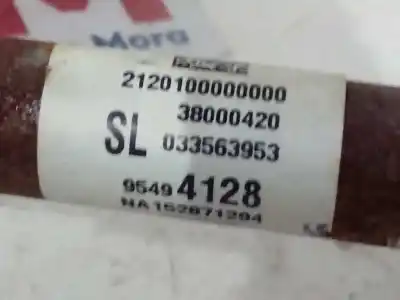 Mora
2120100000000
38000420
SL 033563953
9549 4128
NA152871294